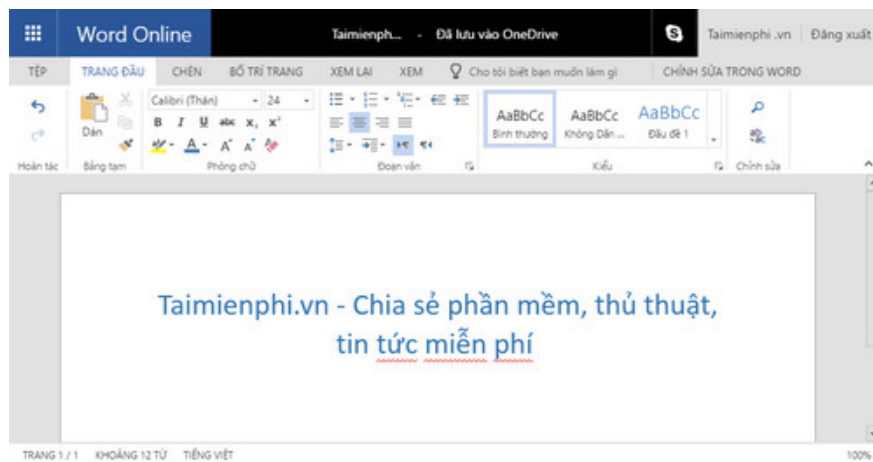 Word Online Taimienph... - Đã lưu vào OneDrive Taimienphi .vn Đăng xuất
TỆP TRANG ĐẦU CHÈN BỐ TRÍ TRANG XEM LẠI XEM Cho tôi biết bạn muốn làm gì CHỈNH SỬA TRONG WORD
Calibri (Thân) 24
Dán B I U abc x, x² AaBbCc AaBbCc AaBbCc
Bình thường Không Dãn ... Đầu đề 1
A A A
Hoàn tác Bảng tạm Phông chữ Đoạn văn Kiểu Chỉnh sửa
Taimienphi.vn - Chia sẻ phần mềm, thủ thuật,
tin tức miễn phí
TRANG 1 / 1 KHOẢNG 12 TỪ TIẾNG VIỆT 100%